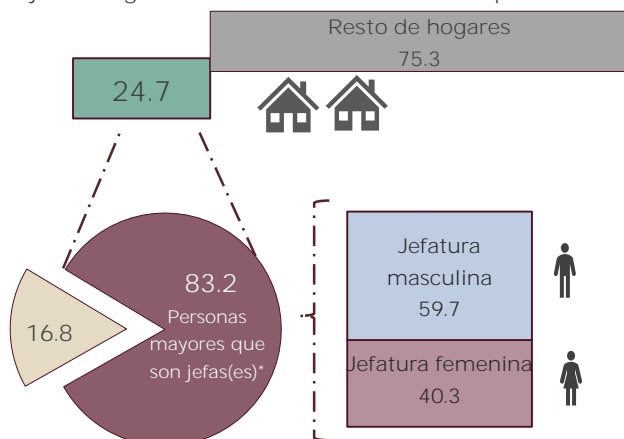 Resto de hogares
75.3
24.7
83.2
Personas
mayores que
son jefas(es)*
16.8
Jefatura
masculina
59.7
Jefatura femenina
40.3